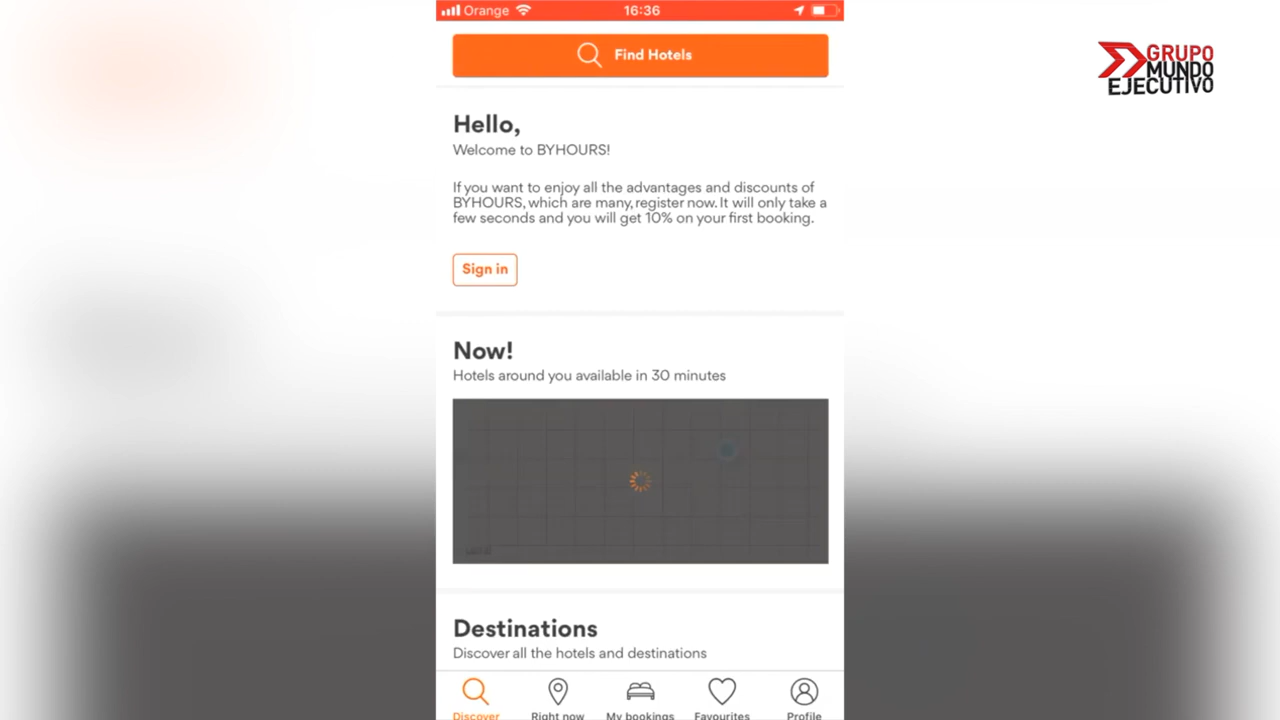 Orange
16:36
GRUPO
MUNDO
EJECUTIVO
Find Hotels
Hello,
Welcome to BYHOURS!
If you want to enjoy all the advantages and discounts of
BYHOURS, which are many, register now. It will only take a
few seconds and you will get 10% on your first booking.
Sign in
Now!
Hotels around you available in 30 minutes
Destinations
Discover all the hotels and destinations
Discover
Right now
My bookings
Favourites
Profile